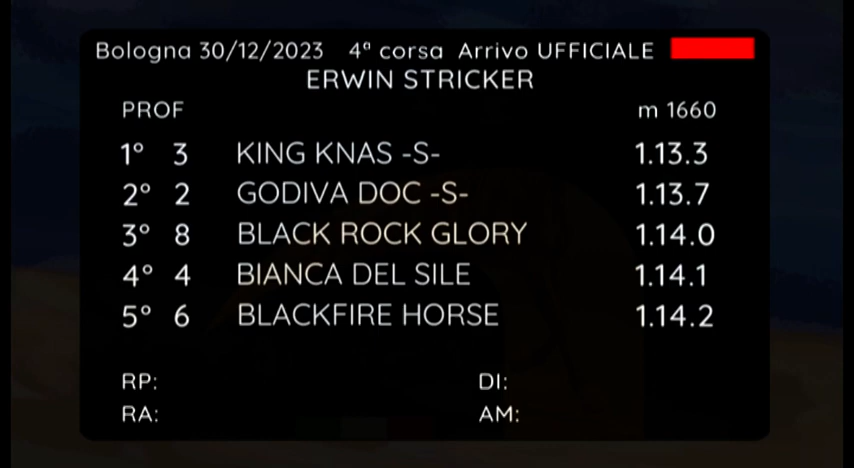 Bologna 30/12/2023 4ª corsa Arrivo UFFICIALE
ERWIN STRICKER
PROF m 1660
1° 3 KING KNAS -S- 1.13.3
2° 2 GODIVA DOC -S- 1.13.7
3° 8 BLACK ROCK GLORY 1.14.0
4° 4 BIANCA DEL SILE 1.14.1
5° 6 BLACKFIRE HORSE 1.14.2
RP: DI:
RA: AM: